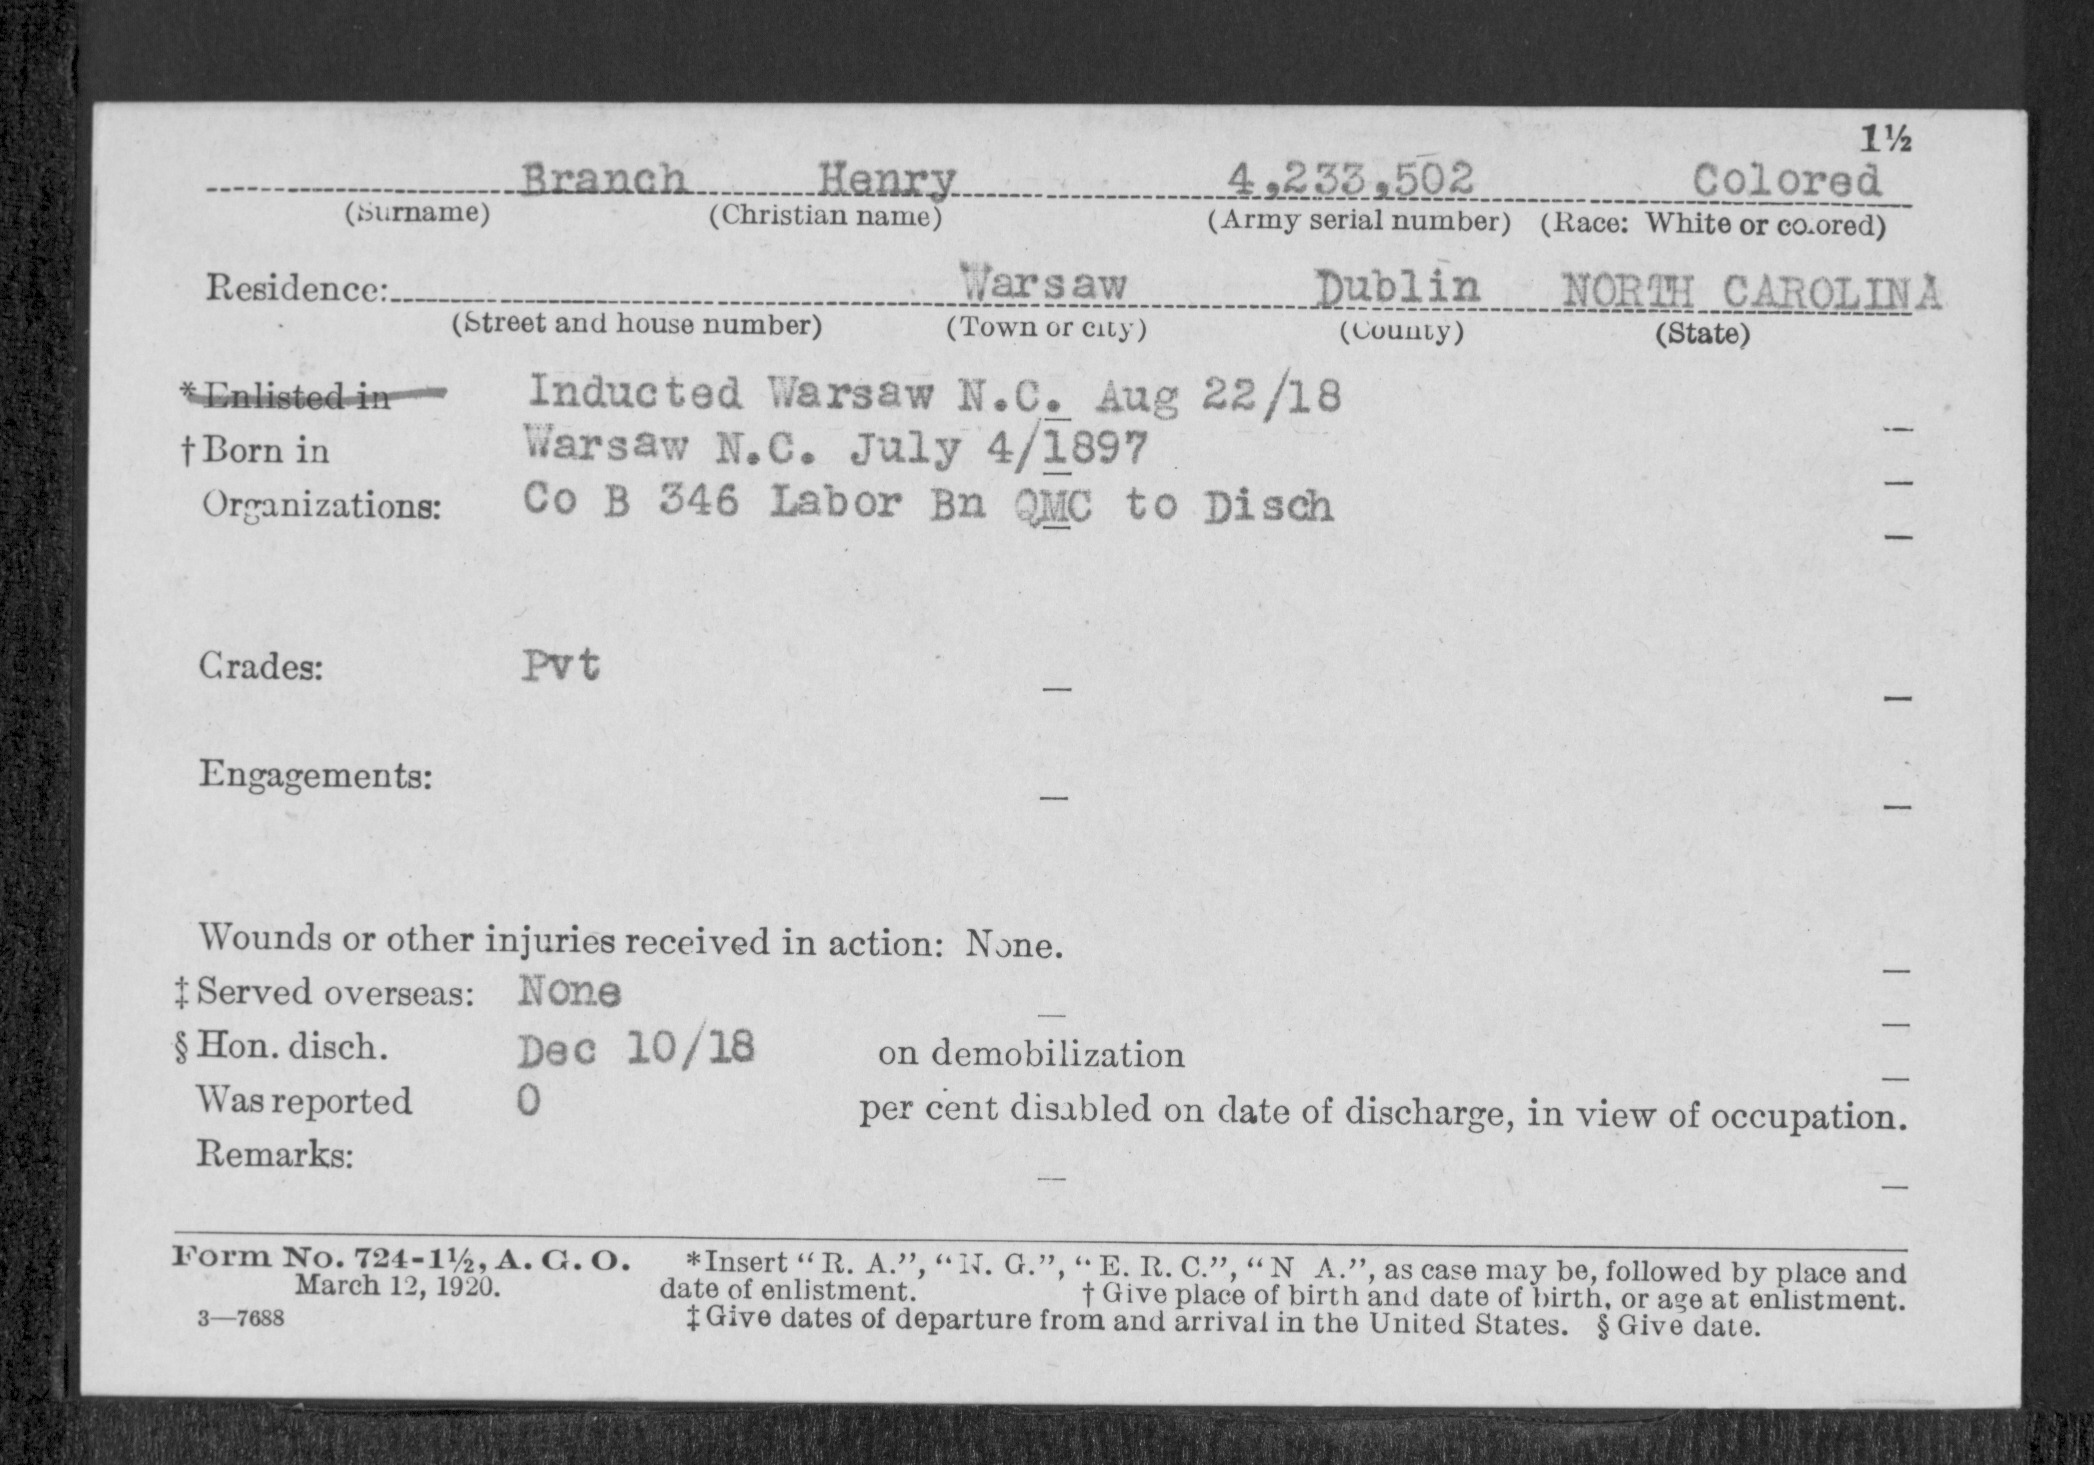 1½
Branch Henry 4,233,502 Colored
(Surname) (Christian name) (Army serial number) (Race: White or colored)
Residence: Warsaw Dublin NORTH CAROLINA
(Street and house number) (Town or city) (County) (State)
*Enlisted in Inducted Warsaw N.C. Aug 22/18
†Born in Warsaw N.C. July 4/1897
Organizations: Co B 346 Labor Bn QMC to Disch
Grades: Pvt
Engagements:
Wounds or other injuries received in action: None.
‡Served overseas: None
§Hon. disch. Dec 10/18 on demobilization
Was reported 0 per cent disabled on date of discharge, in view of occupation.
Remarks:
Form No. 724-1½, A. G. O. *Insert "R. A.", "N. G.", "E. R. C.", "N A.", as case may be, followed by place and
March 12, 1920. date of enlistment. †Give place of birth and date of birth, or age at enlistment.
3—7688 ‡Give dates of departure from and arrival in the United States. §Give date.